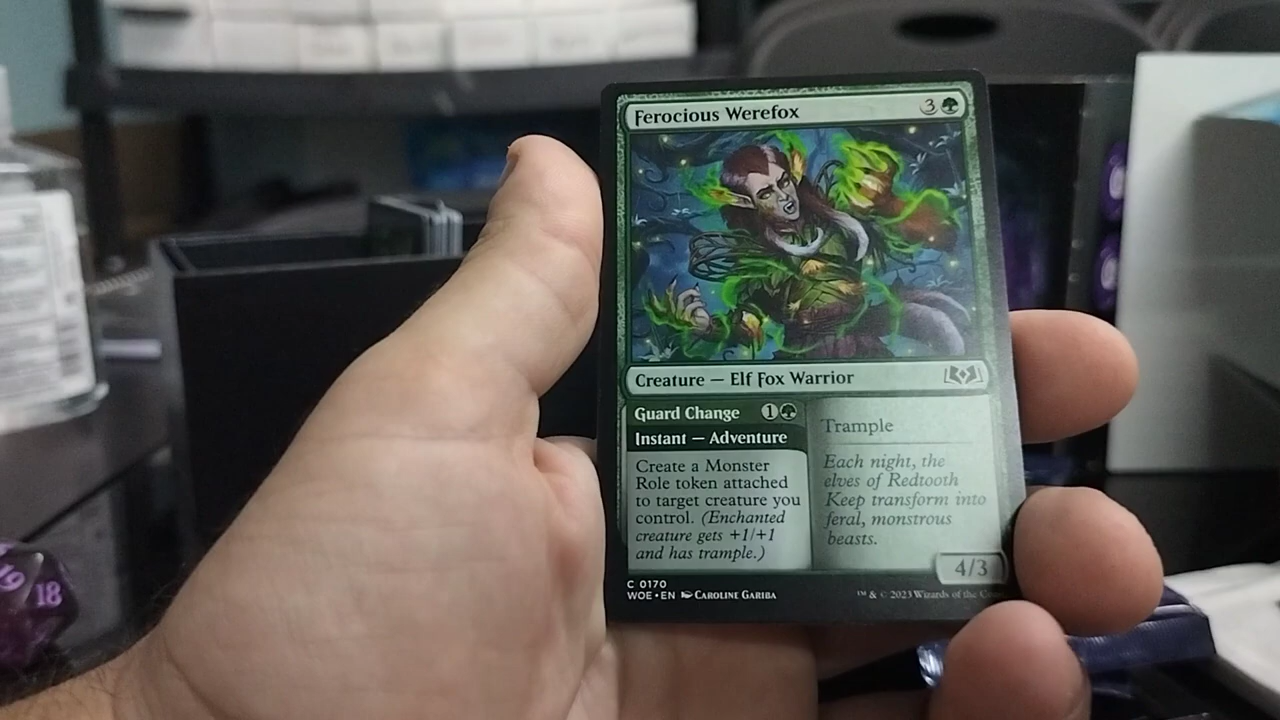 Ferocious Werefox 3
Creature — Elf Fox Warrior
Guard Change 1
Instant — Adventure
Create a Monster
Role token attached
to target creature you
control. (Enchanted
creature gets +1/+1
and has trample.)
Trample
Each night, the
elves of Redtooth
Keep transform into
feral, monstrous
beasts.
4/3
C 0170
WOE • EN CAROLINE GARIBA
™ & © 2023 Wizards of the
19
18